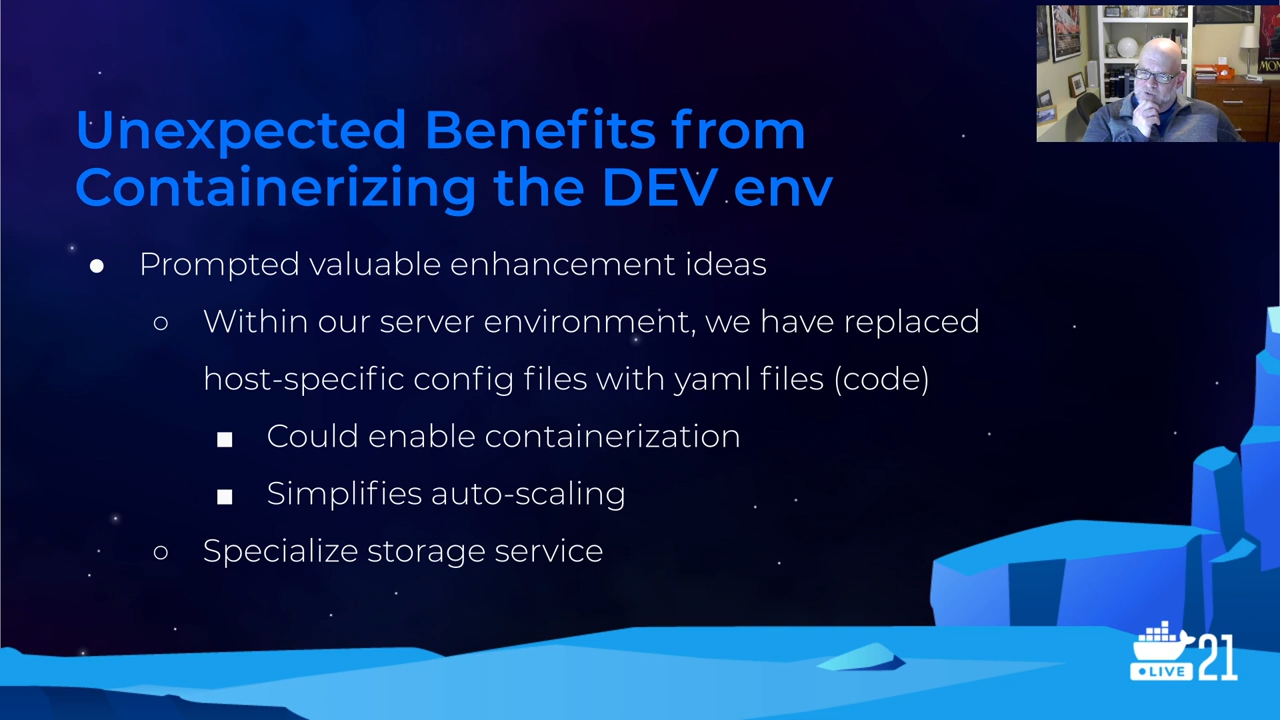 Unexpected Benefits from
Containerizing the DEV env
● Prompted valuable enhancement ideas
○ Within our server environment, we have replaced
host-specific config files with yaml files (code)
■ Could enable containerization
■ Simplifies auto-scaling
○ Specialize storage service
LIVE 21